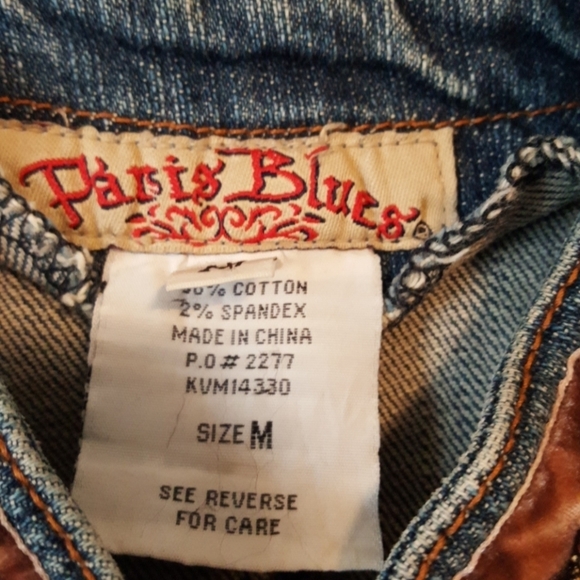 Paris Blues
% COTTON
2% SPANDEX
MADE IN CHINA
P.O # 2277
KVM14330
SIZE M
SEE REVERSE
FOR CARE